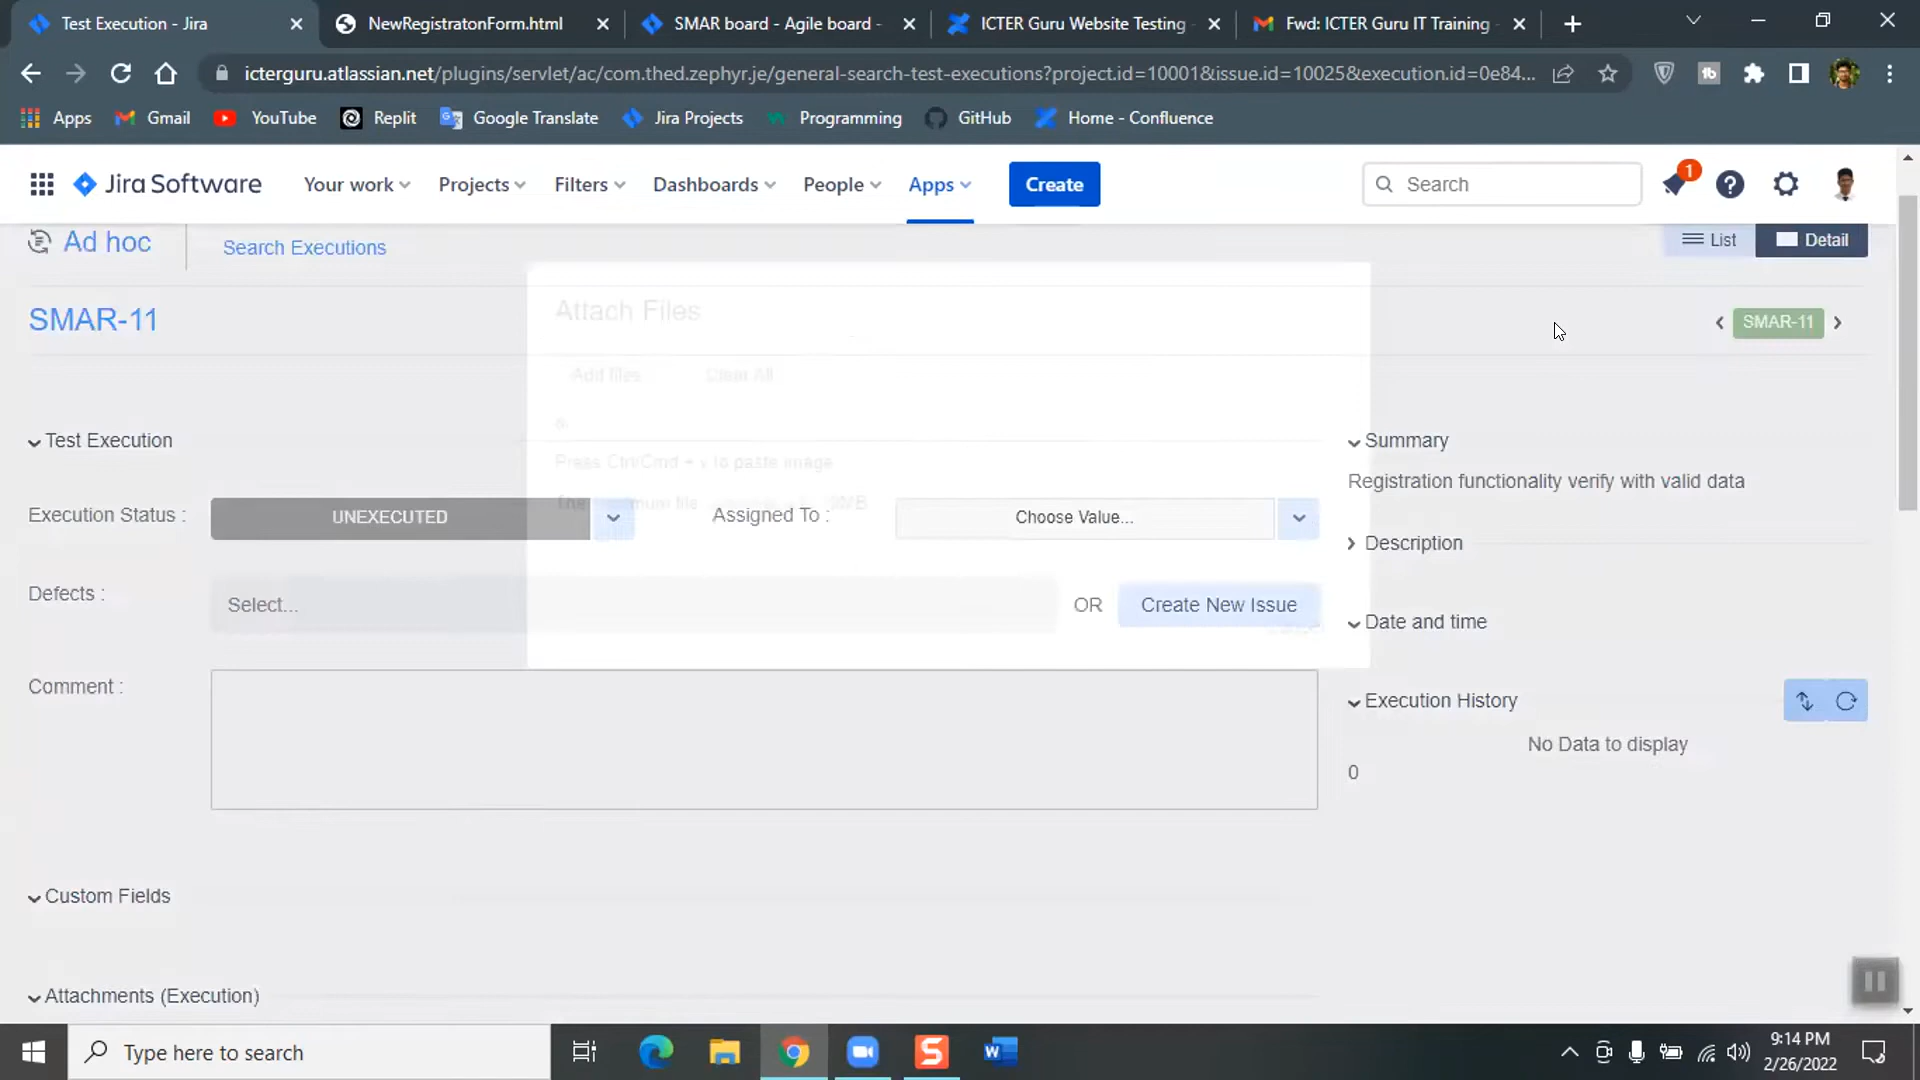 Test Execution - Jira
NewRegistratonForm.html
SMAR board - Agile board -
ICTER Guru Website Testing
Fwd: ICTER Guru IT Training
icterguru.atlassian.net/plugins/servlet/ac/com.thed.zephyr.je/general-search-test-executions?project.id=10001&issue.id=10025&execution.id=0e84...
Apps
Gmail
YouTube
Replit
Google Translate
Jira Projects
Programming
GitHub
Home - Confluence
Jira Software
Your work
Projects
Filters
Dashboards
People
Apps
Create
Search
1
Ad hoc
Search Executions
List
Detail
Attach Files
SMAR-11
SMAR-11
Add files
Clear All
Test Execution
Summary
Press Ctrl/Cmd + v to paste image
Registration functionality verify with valid data
Execution Status :
UNEXECUTED
Assigned To :
Choose Value...
Description
Defects :
Select...
OR
Create New Issue
Date and time
Comment :
Execution History
No Data to display
0
Custom Fields
Attachments (Execution)
Type here to search
9:14 PM
2/26/2022